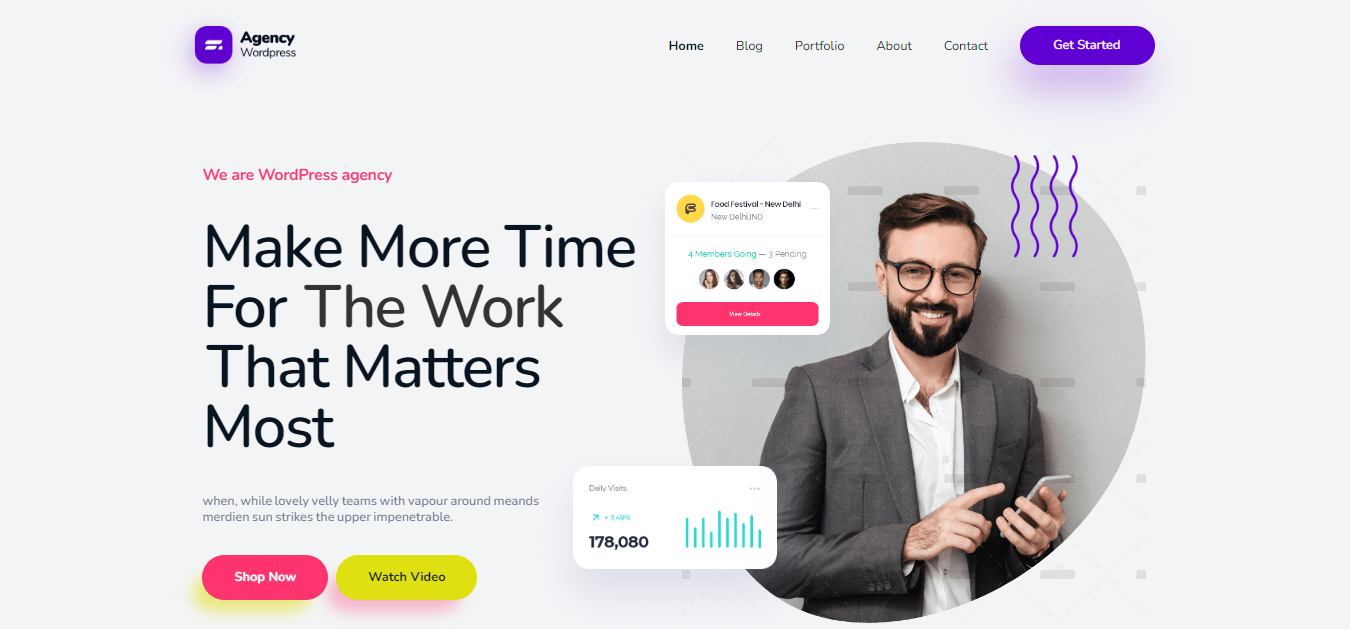 Agency
Wordpress
Home Blog Portfolio About Contact Get Started
We are WordPress agency
Make More Time
For The Work
That Matters
Most
when, while lovely velly teams with vapour around meands
merdien sun strikes the upper impenetrable.
Shop Now Watch Video
Food Festival - New Delhi
New Delhi,IND
4 Members Going — 3 Pending
View Details
Daily Visits
+ 3.49%
178,080